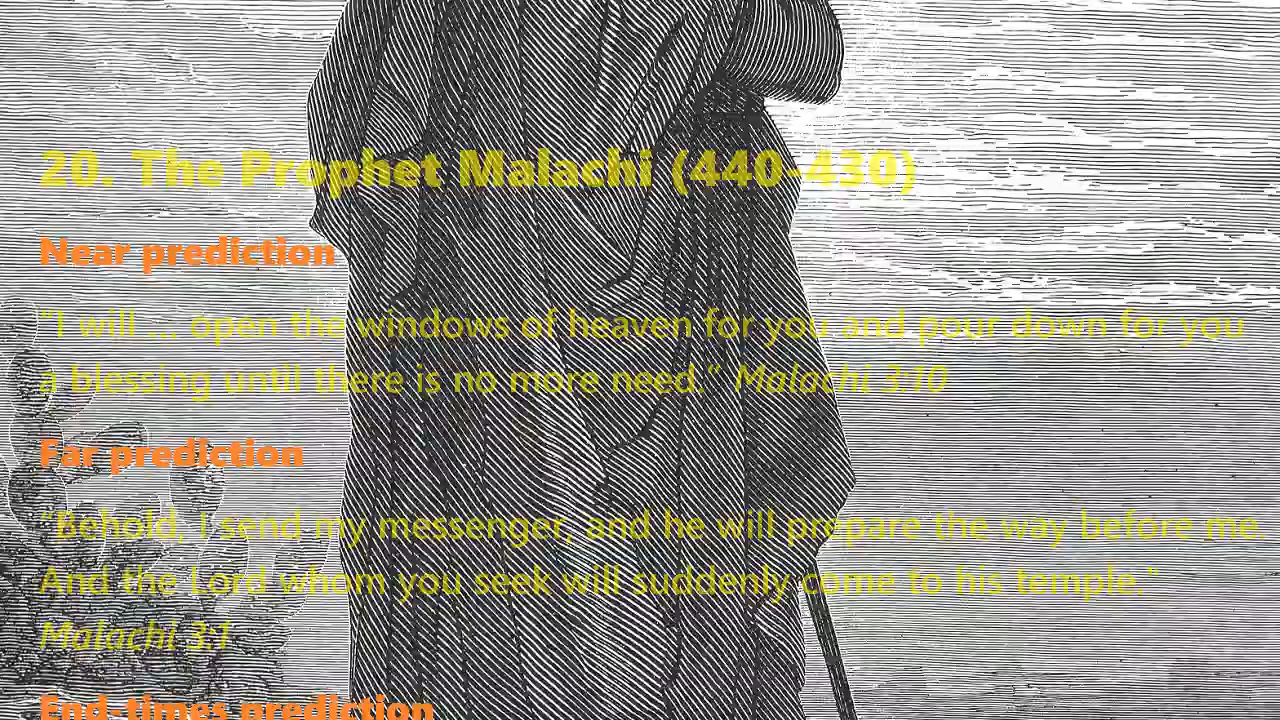 20. The Prophet Malachi (440-430)
Near prediction
"I will ... open the windows of heaven for you and pour down for you
a blessing until there is no more need." Malachi 3:10
Far prediction
"Behold, I send my messenger, and he will prepare the way before me.
And the Lord whom you seek will suddenly come to his temple."
Malachi 3:1
End-times prediction